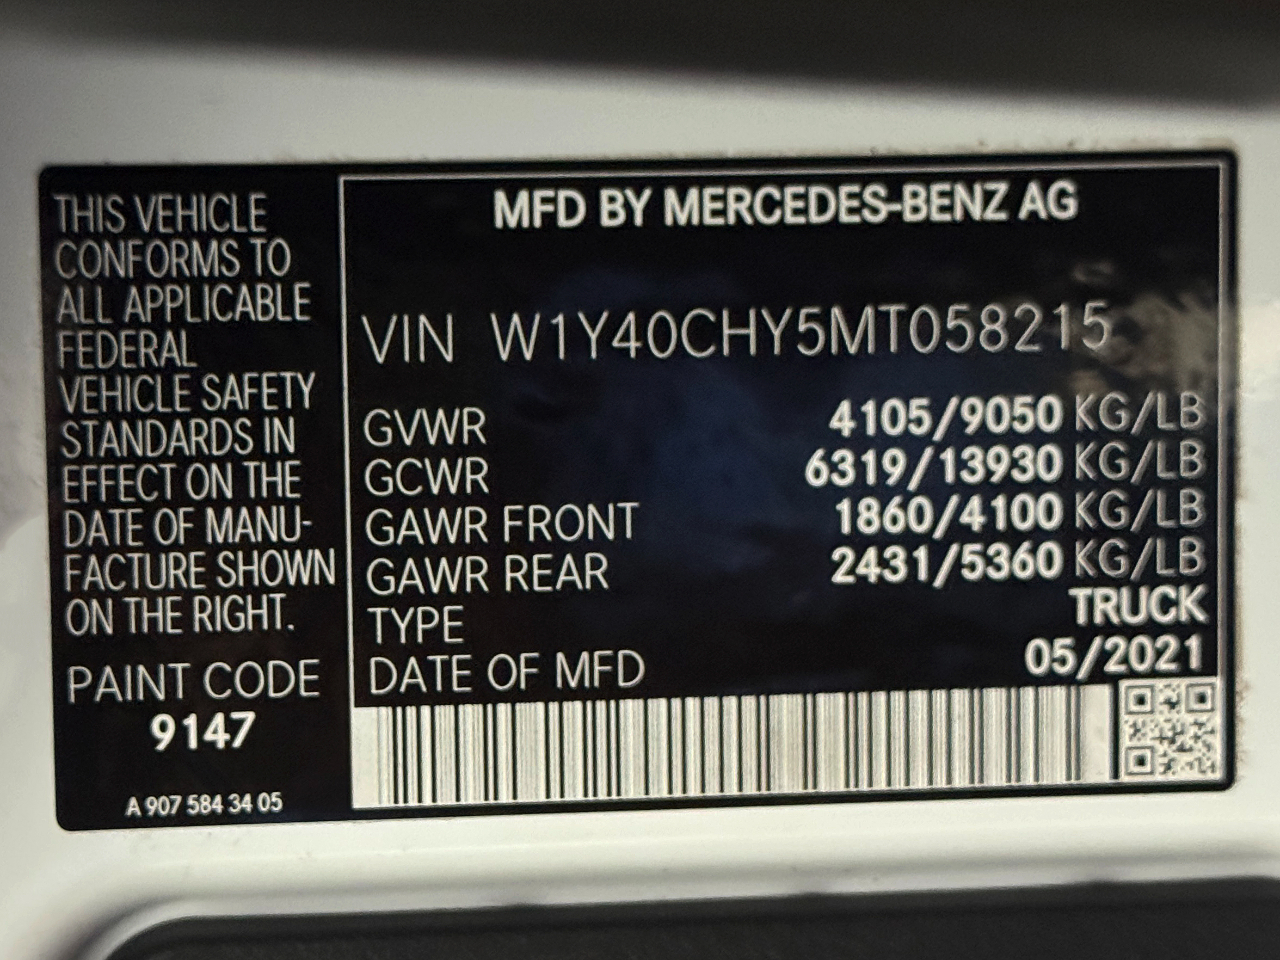 THIS VEHICLE
CONFORMS TO
ALL APPLICABLE
FEDERAL
VEHICLE SAFETY
STANDARDS IN
EFFECT ON THE
DATE OF MANU-
FACTURE SHOWN
ON THE RIGHT.
PAINT CODE
9147
A 907 584 34 05
MFD BY MERCEDES-BENZ AG
VIN W1Y40CHY5MT058215
GVWR 4105/9050 KG/LB
GCWR 6319/13930 KG/LB
GAWR FRONT 1860/4100 KG/LB
GAWR REAR 2431/5360 KG/LB
TYPE TRUCK
DATE OF MFD 05/2021